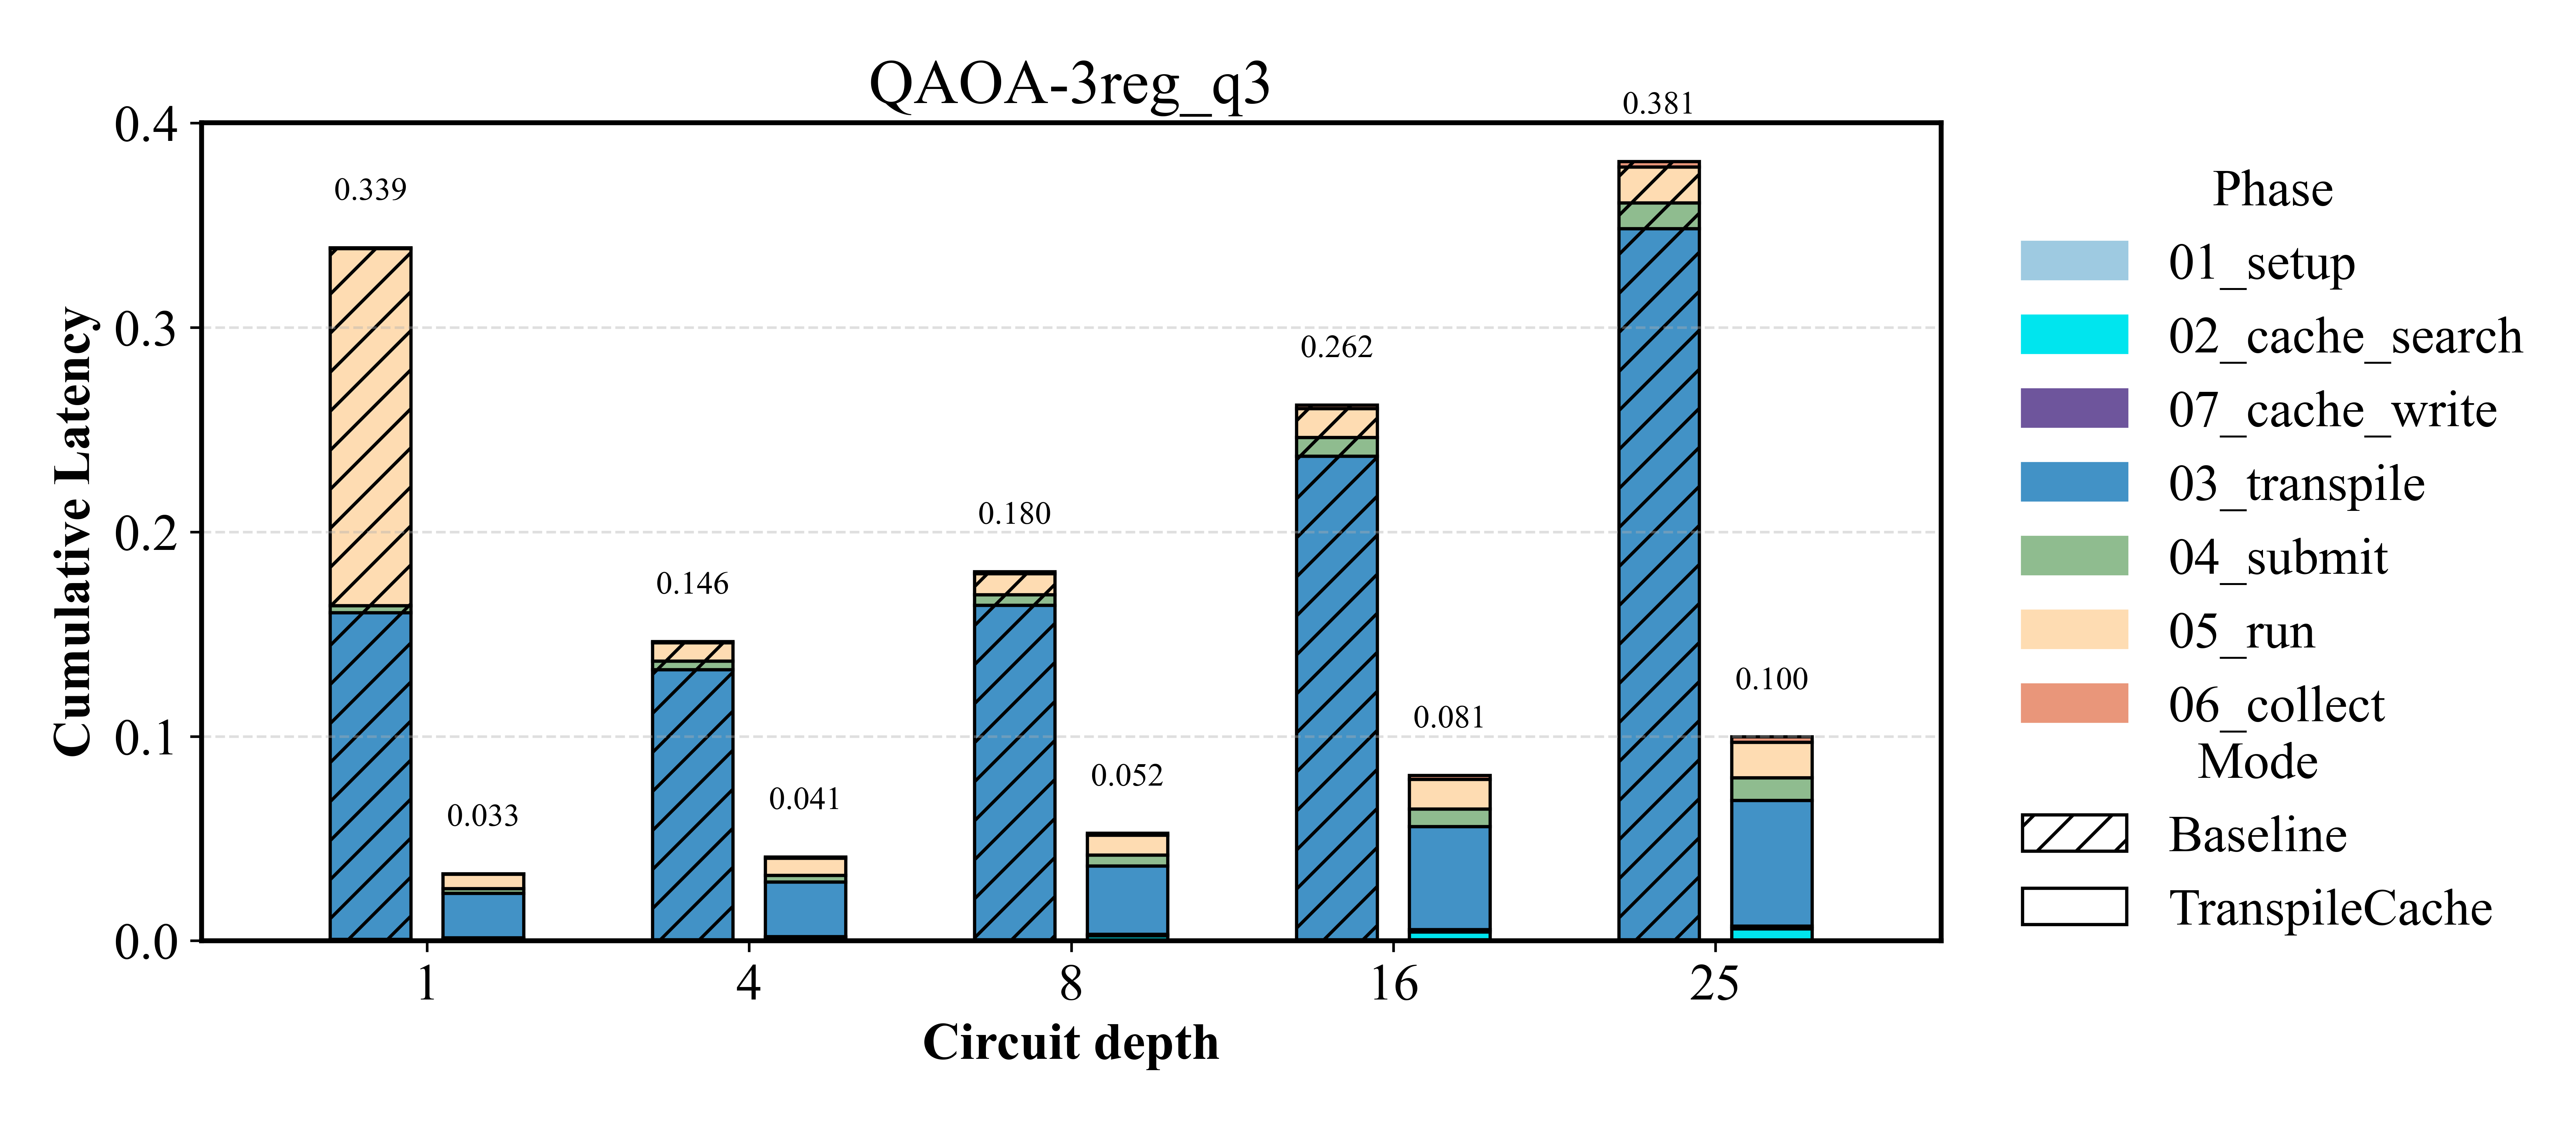 QAOA-3reg_q3
Cumulative Latency
0.4
0.3
0.2
0.1
0.0
0.339
0.033
0.146
0.041
0.180
0.052
0.262
0.081
0.381
0.100
1
4
8
16
25
Circuit depth
Phase
01_setup
02_cache_search
07_cache_write
03_transpile
04_submit
05_run
06_collect
Mode
Baseline
TranspileCache